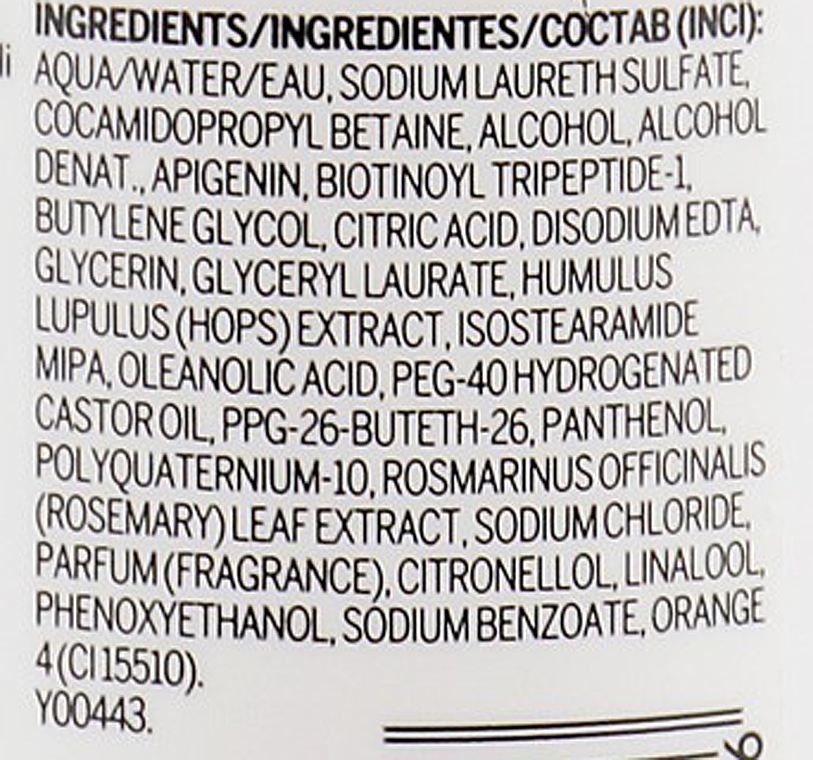 INGREDIENTS/INGREDIENTES/СОСТАВ (INCI):
AQUA/WATER/EAU, SODIUM LAURETH SULFATE,
COCAMIDOPROPYL BETAINE, ALCOHOL, ALCOHOL
DENAT., APIGENIN, BIOTINOYL TRIPEPTIDE-1,
BUTYLENE GLYCOL, CITRIC ACID, DISODIUM EDTA,
GLYCERIN, GLYCERYL LAURATE, HUMULUS
LUPULUS (HOPS) EXTRACT, ISOSTEARAMIDE
MIPA, OLEANOLIC ACID, PEG-40 HYDROGENATED
CASTOR OIL, PPG-26-BUTETH-26, PANTHENOL,
POLYQUATERNIUM-10, ROSMARINUS OFFICINALIS
(ROSEMARY) LEAF EXTRACT, SODIUM CHLORIDE,
PARFUM (FRAGRANCE), CITRONELLOL, LINALOOL,
PHENOXYETHANOL, SODIUM BENZOATE, ORANGE
4 (CI 15510).
Y00443.